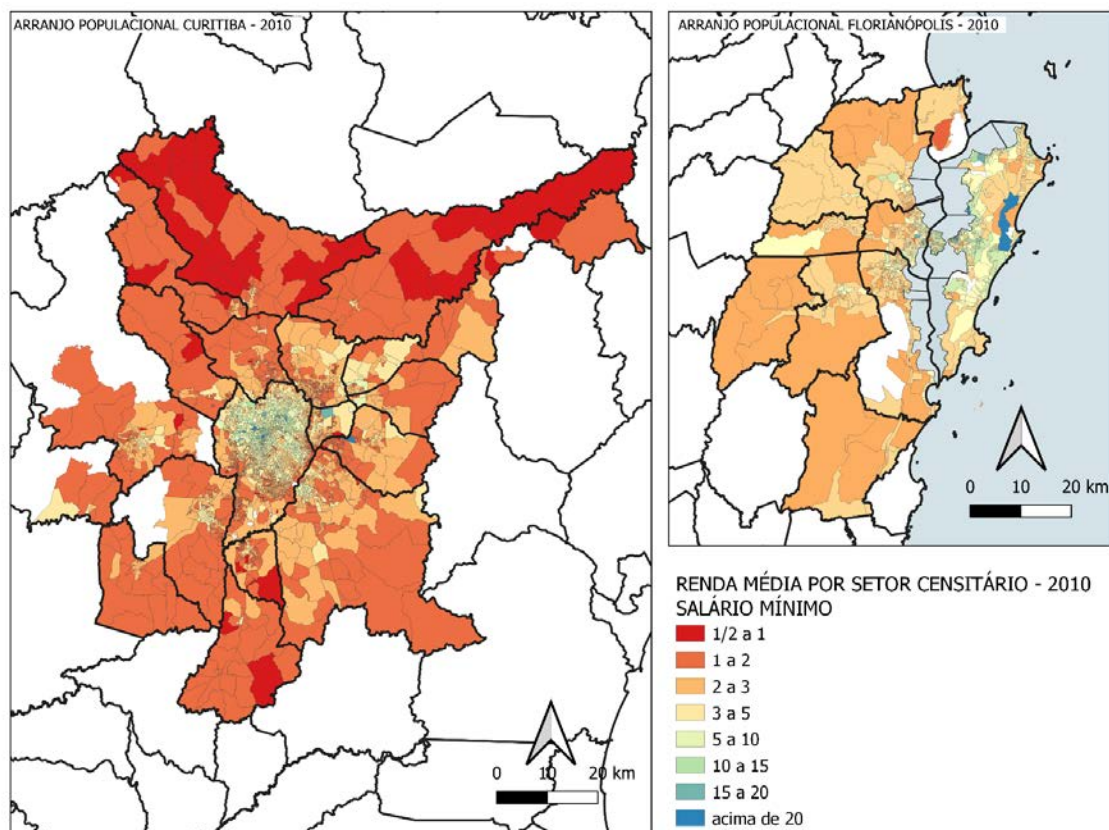 ARRANJO POPULACIONAL CURITIBA - 2010
0 10 20 km
ARRANJO POPULACIONAL FLORIANÓPOLIS - 2010
0 10 20 km
RENDA MÉDIA POR SETOR CENSITÁRIO - 2010
SALÁRIO MÍNIMO
1/2 a 1
1 a 2
2 a 3
3 a 5
5 a 10
10 a 15
15 a 20
acima de 20